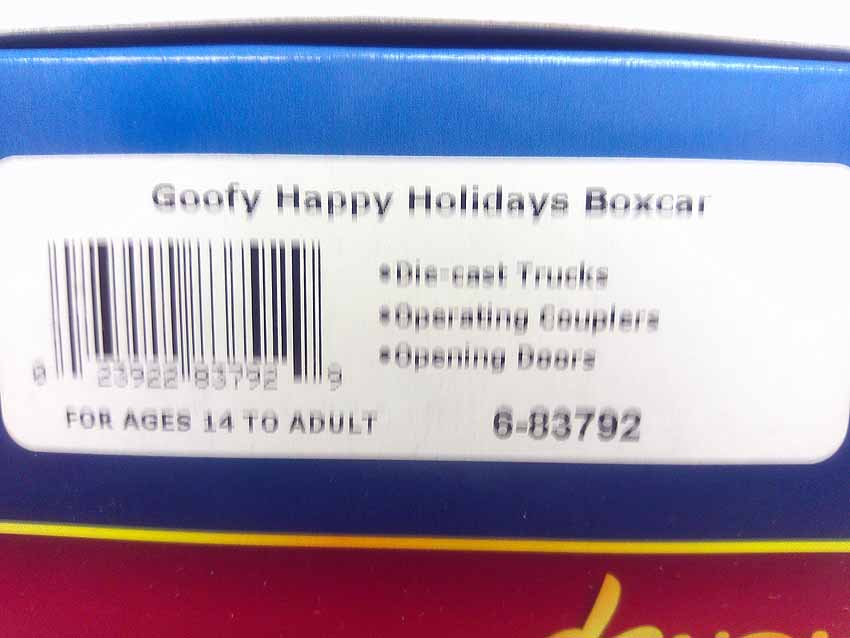 Goofy Happy Holidays Boxcar
•Die-cast Trucks
•Operating Couplers
•Opening Doors
0 23922 83792 9
FOR AGES 14 TO ADULT
6-83792